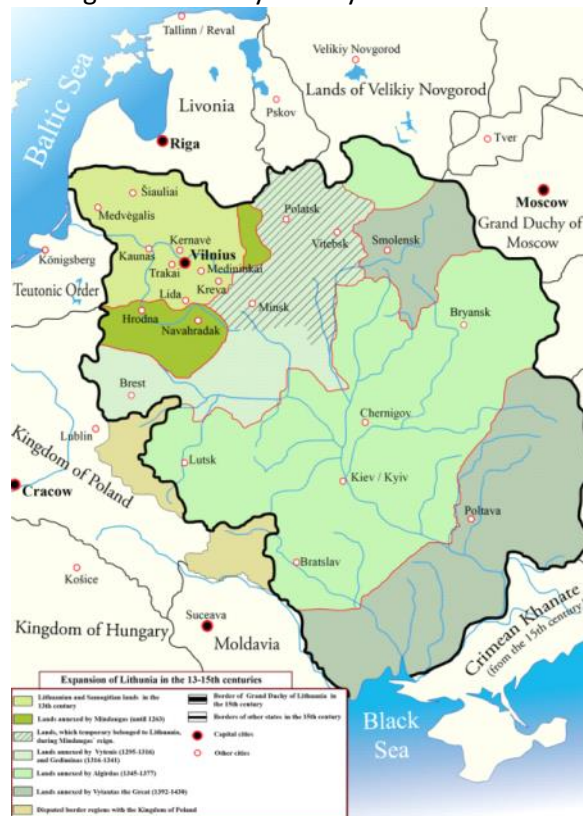 Tallinn / Reval
Velikiy Novgorod
Baltic Sea
Livonia
Pskov
Lands of Velikiy Novgorod
Riga
Tver
Šiauliai
Medvėgalis
Moscow
Grand Duchy of
Moscow
Polatsk
Vitebsk
Smolensk
Königsberg
Kernavė
Kaunas
Vilnius
Trakai
Medininkai
Kreva
Teutonic Order
Lida
Minsk
Hrodna
Navahradak
Bryansk
Brest
Chernigov
Lublin
Kingdom of Poland
Lutsk
Cracow
Kiev / Kyiv
Poltava
Bratslav
Košice
Suceava
Kingdom of Hungary
Moldavia
Crimean Khanate
(from the 15th century)
Black
Sea
Expansion of Lithunia in the 13-15th centuries
Lithuanian and Samogitian lands in the
13th century
Lands annexed by Mindaugas (until 1263)
Lands, which temporary belonged to Lithuania,
during Mindaugas' reign.
Lands annexed by Vytenis (1295-1316)
and Gediminas (1316-1341)
Lands annexed by Algirdas (1345-1377)
Lands annexed by Vytautas the Great (1392-1430)
Disputed border regions with the Kingdom of Poland
Border of Grand Duchy of Lithuania in
the 15th century
Borders of other states in the 15th century
Capital cities
Other cities